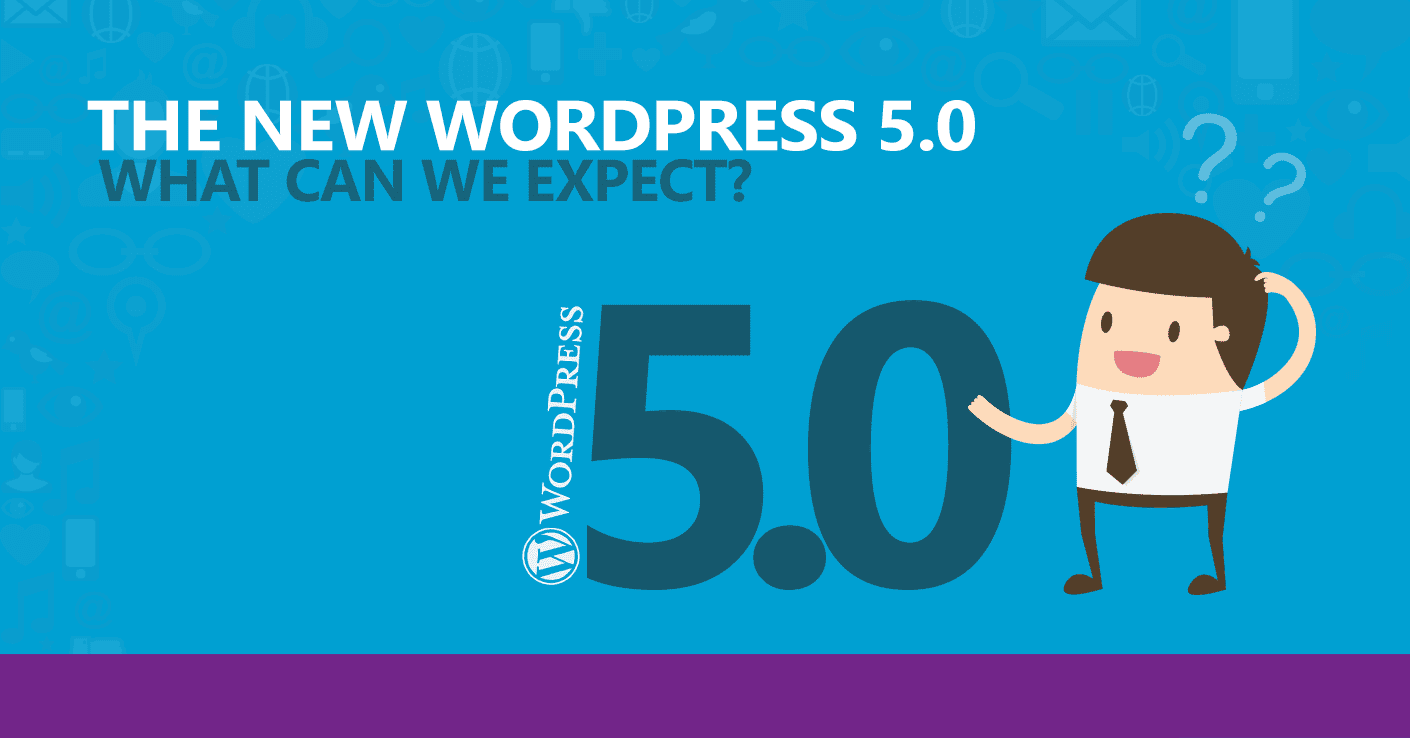 THE NEW WORDPRESS 5.0
WHAT CAN WE EXPECT?
WORDPRESS
5.0